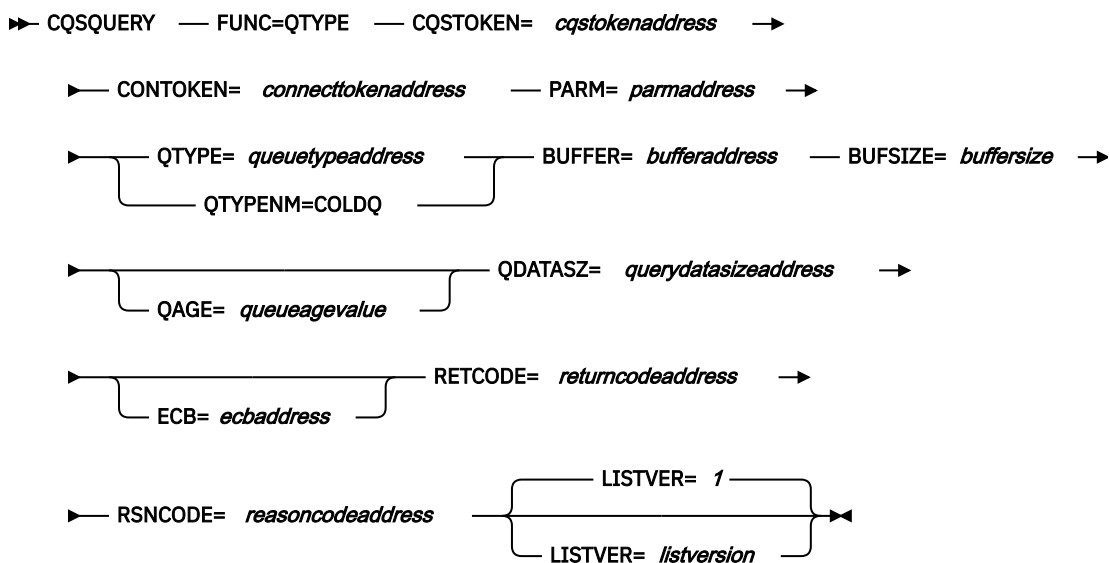 CQSQUERY FUNC=QTYPE CQSTOKEN= cqstokenaddress
CONTOKEN= connecttokenaddress PARM= parmaddress
QTYPE= queuetypeaddress BUFFER= bufferaddress BUFSIZE= buffersize
QTYPENM=COLDQ
QDATASZ= querydatasizeaddress
QAGE= queueagevalue
RETCODE= returncodeaddress
ECB= ecbaddress
LISTVER= 1
RSNCODE= reasoncodeaddress
LISTVER= listversion